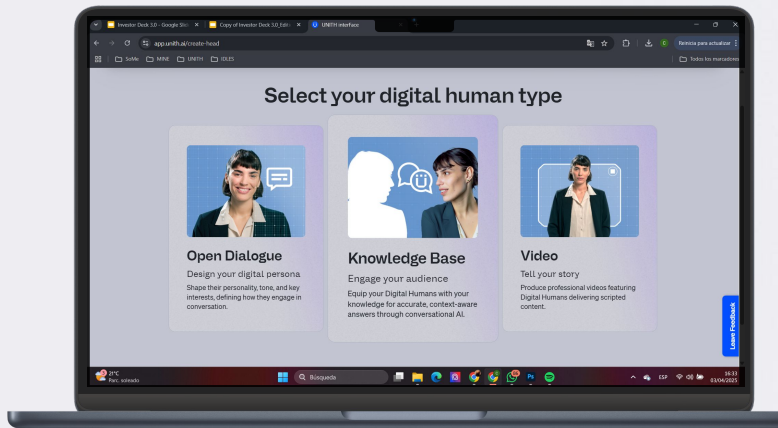 Investor Deck 3.0 - Google Slid
Copy of Investor Deck 3.0_Edit
UNITH interface
app.unith.ai/create-head
Reinicia para actualizar
SoMe
MINE
UNITH
IDLES
Todos los marcadores
Select your digital human type
Open Dialogue
Design your digital persona
Shape their personality, tone, and key
interests, defining how they engage in
conversation.
Knowledge Base
Engage your audience
Equip your Digital Humans with your
knowledge for accurate, context-aware
answers through conversational AI.
Video
Tell your story
Produce professional videos featuring
Digital Humans delivering scripted
content.
Leave Feedback
21°C
Parc. soleado
Búsqueda
Ps
ESP
16:33
03/04/2025